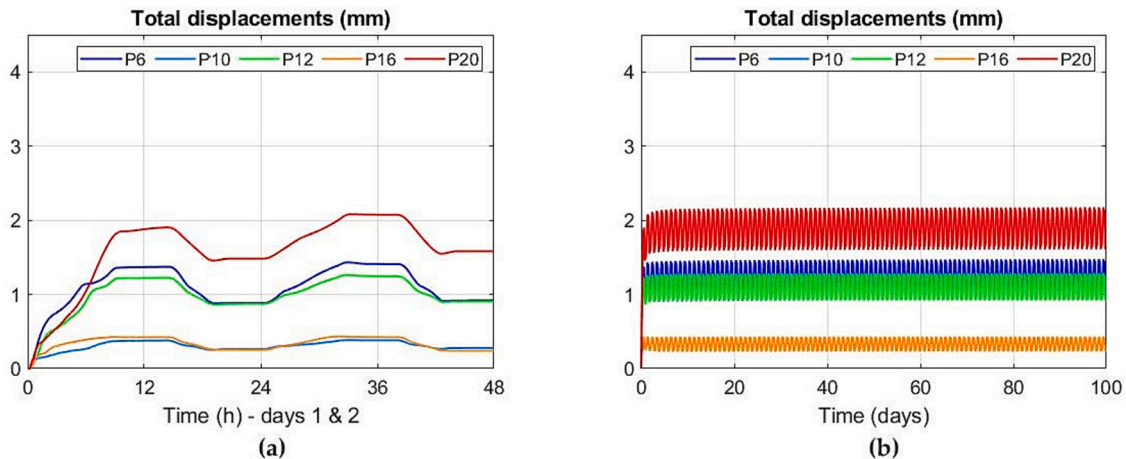 Total displacements (mm)
P6 P10 P12 P16 P20
4
3
2
1
0
0 12 24 36 48
Time (h) - days 1 & 2
(a)
Total displacements (mm)
P6 P10 P12 P16 P20
4
3
2
1
0
0 20 40 60 80 100
Time (days)
(b)